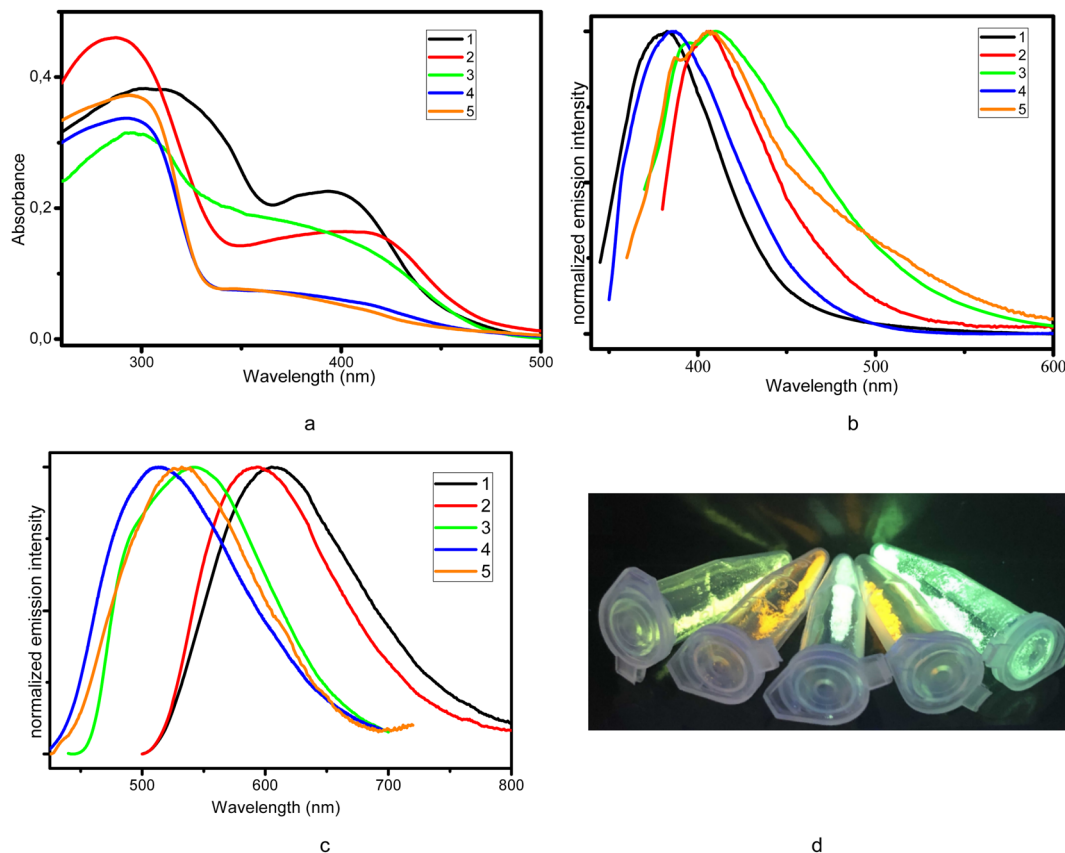 0,4
0,2
0,0
Absorbance
1
2
3
4
5
300
400
500
Wavelength (nm)
a
normalized emission intensity
1
2
3
4
5
400
500
600
Wavelength (nm)
b
normalized emission intensity
1
2
3
4
5
500
600
700
800
Wavelength (nm)
c
d